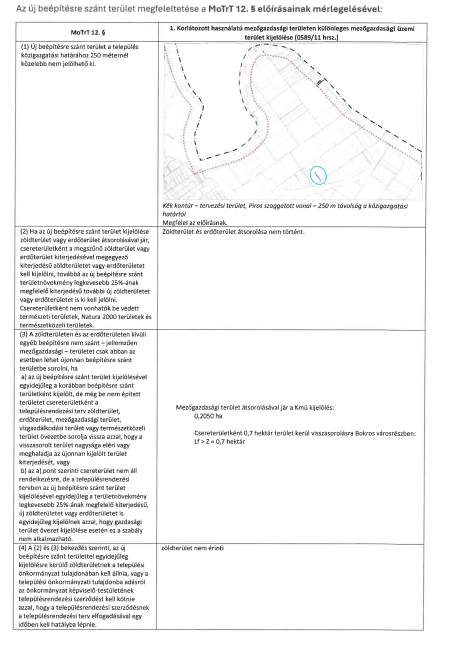 Az új beépítésre szánt terület megfeleltetése a MoTrT 12. § előírásainak mérlegelésével:
MoTrT 12. §
1. Korlátozott használatú mezőgazdasági területen különleges mezőgazdasági üzemi
terület kijelölése (0589/11 hrsz.)
(1) Új beépítésre szánt terület a település
közigazgatási határához 250 méternél
közelebb nem jelölhető ki.
Kék kontúr – tervezési terület, Piros szaggatott vonal – 250 m távolság a közigazgatási
határtól
Megfelel az előírásnak.
(2) Ha az új beépítésre szánt terület kijelölése
zöldterület vagy erdőterület átsorolásával jár,
csereterületként a megszűnő zöldterület vagy
erdőterület kiterjedésével megegyező
kiterjedésű zöldterületet vagy erdőterületet
kell kijelölni, továbbá az új beépítésre szánt
területnövekmény legkevesebb 25%-ának
megfelelő kiterjedésű további új zöldterületet
vagy erdőterületet is ki kell jelölni.
Csereterületként nem vonhatók be védett
természeti területek, Natura 2000 területek és
természetközeli területek.
Zöldterület és erdőterület átsorolása nem történt.
(3) A zöldterületen és az erdőterületen kívüli
egyéb beépítésre nem szánt – jellemzően
mezőgazdasági – területet csak abban az
esetben lehet újonnan beépítésre szánt
területbe sorolni, ha
a) az új beépítésre szánt terület kijelölésével
egyidejűleg a korábban beépítésre szánt
területként kijelölt, de még be nem épített
területet csereterületként a
településrendezési terv zöldterület,
erdőterület, mezőgazdasági terület,
vízgazdálkodási terület vagy természetközeli
terület övezetbe sorolja vissza azzal, hogy a
visszasorolt terület nagysága eléri vagy
meghaladja az újonnan kijelölt terület
kiterjedését, vagy
b) az a) pont szerinti csereterület nem áll
rendelkezésre, de a településrendezési
tervben az új beépítésre szánt terület
kijelölésével egyidejűleg a területnövekmény
legkevesebb 25%-ának megfelelő kiterjedésű,
új zöldterületet vagy erdőterületet is
egyidejűleg kijelölnek azzal, hogy gazdasági
terület övezet kijelölése esetén ez a szabály
nem alkalmazható.
Mezőgazdasági terület átsorolásával jár a Kmü kijelölés:
0,2050 ha
Csereterületként 0,7 hektár terület kerül visszasorolásra Bokros városrészben:
Lf > Z = 0,7 hektár
(4) A (2) és (3) bekezdés szerinti, az új
beépítésre szánt területtel egyidejűleg
kijelölésre kerülő zöldterületnek a települési
önkormányzat tulajdonában kell állnia, vagy a
települési önkormányzati tulajdonba adásról
az önkormányzat képviselő-testületének
településrendezési szerződést kell kötnie
azzal, hogy a településrendezési szerződésnek
a településrendezési terv elfogadásával egy
időben kell hatályba lépnie.
zöldterület nem érinti